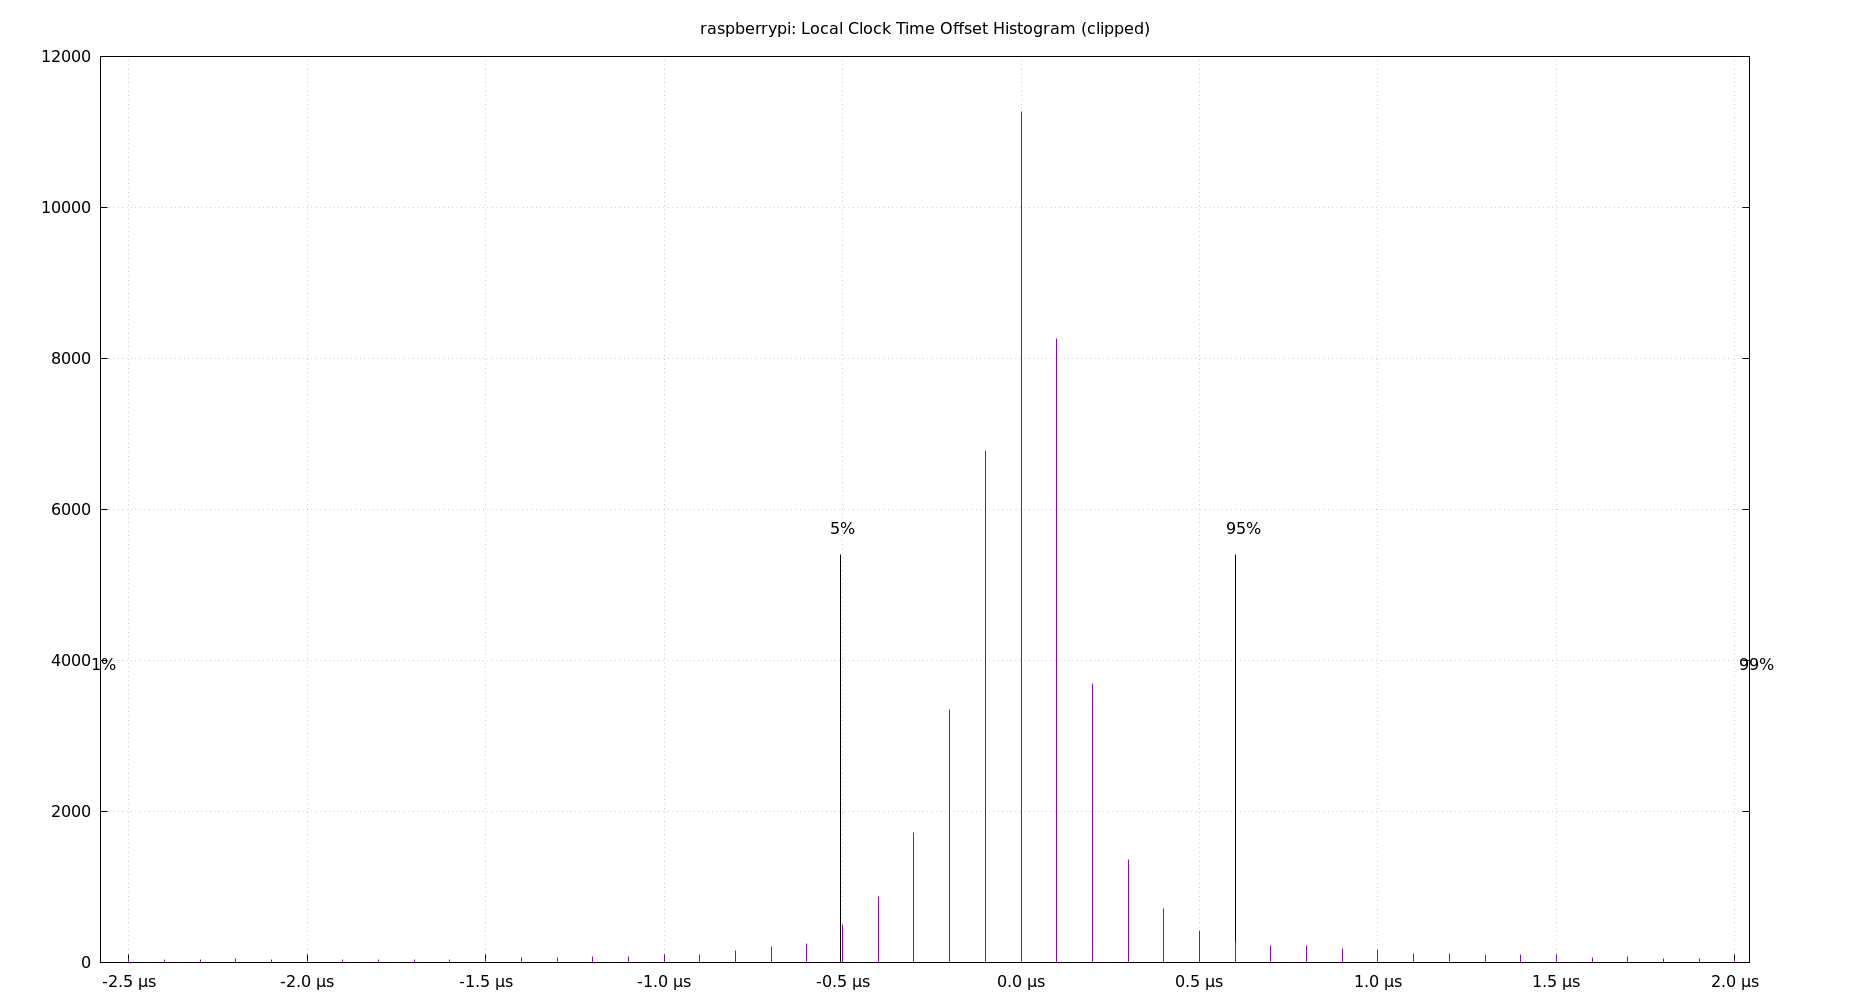 raspberrypi: Local Clock Time Offset Histogram (clipped)
12000
10000
8000
6000
5%
95%
4000
1%
99%
2000
0
-2.5 µs
-2.0 µs
-1.5 µs
-1.0 µs
-0.5 µs
0.0 µs
0.5 µs
1.0 µs
1.5 µs
2.0 µs